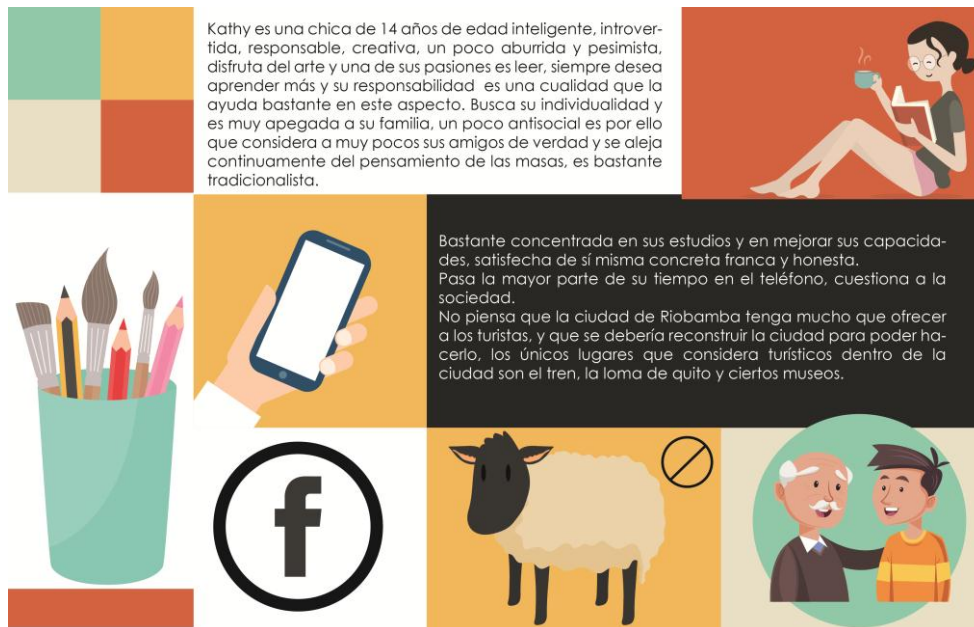 Kathy es una chica de 14 años de edad inteligente, introver-
tida, responsable, creativa, un poco aburrida y pesimista,
disfruta del arte y una de sus pasiones es leer, siempre desea
aprender más y su responsabilidad es una cualidad que la
ayuda bastante en este aspecto. Busca su individualidad y
es muy apegada a su familia, un poco antisocial es por ello
que considera a muy pocos sus amigos de verdad y se aleja
continuamente del pensamiento de las masas, es bastante
tradicionalista.
Bastante concentrada en sus estudios y en mejorar sus capacida-
des, satisfecha de sí misma concreta franca y honesta.
Pasa la mayor parte de su tiempo en el teléfono, cuestiona a la
sociedad.
No piensa que la ciudad de Riobamba tenga mucho que ofrecer
a los turistas, y que se debería reconstruir la ciudad para poder ha-
cerlo, los únicos lugares que considera turísticos dentro de la
ciudad son el tren, la loma de quito y ciertos museos.
f